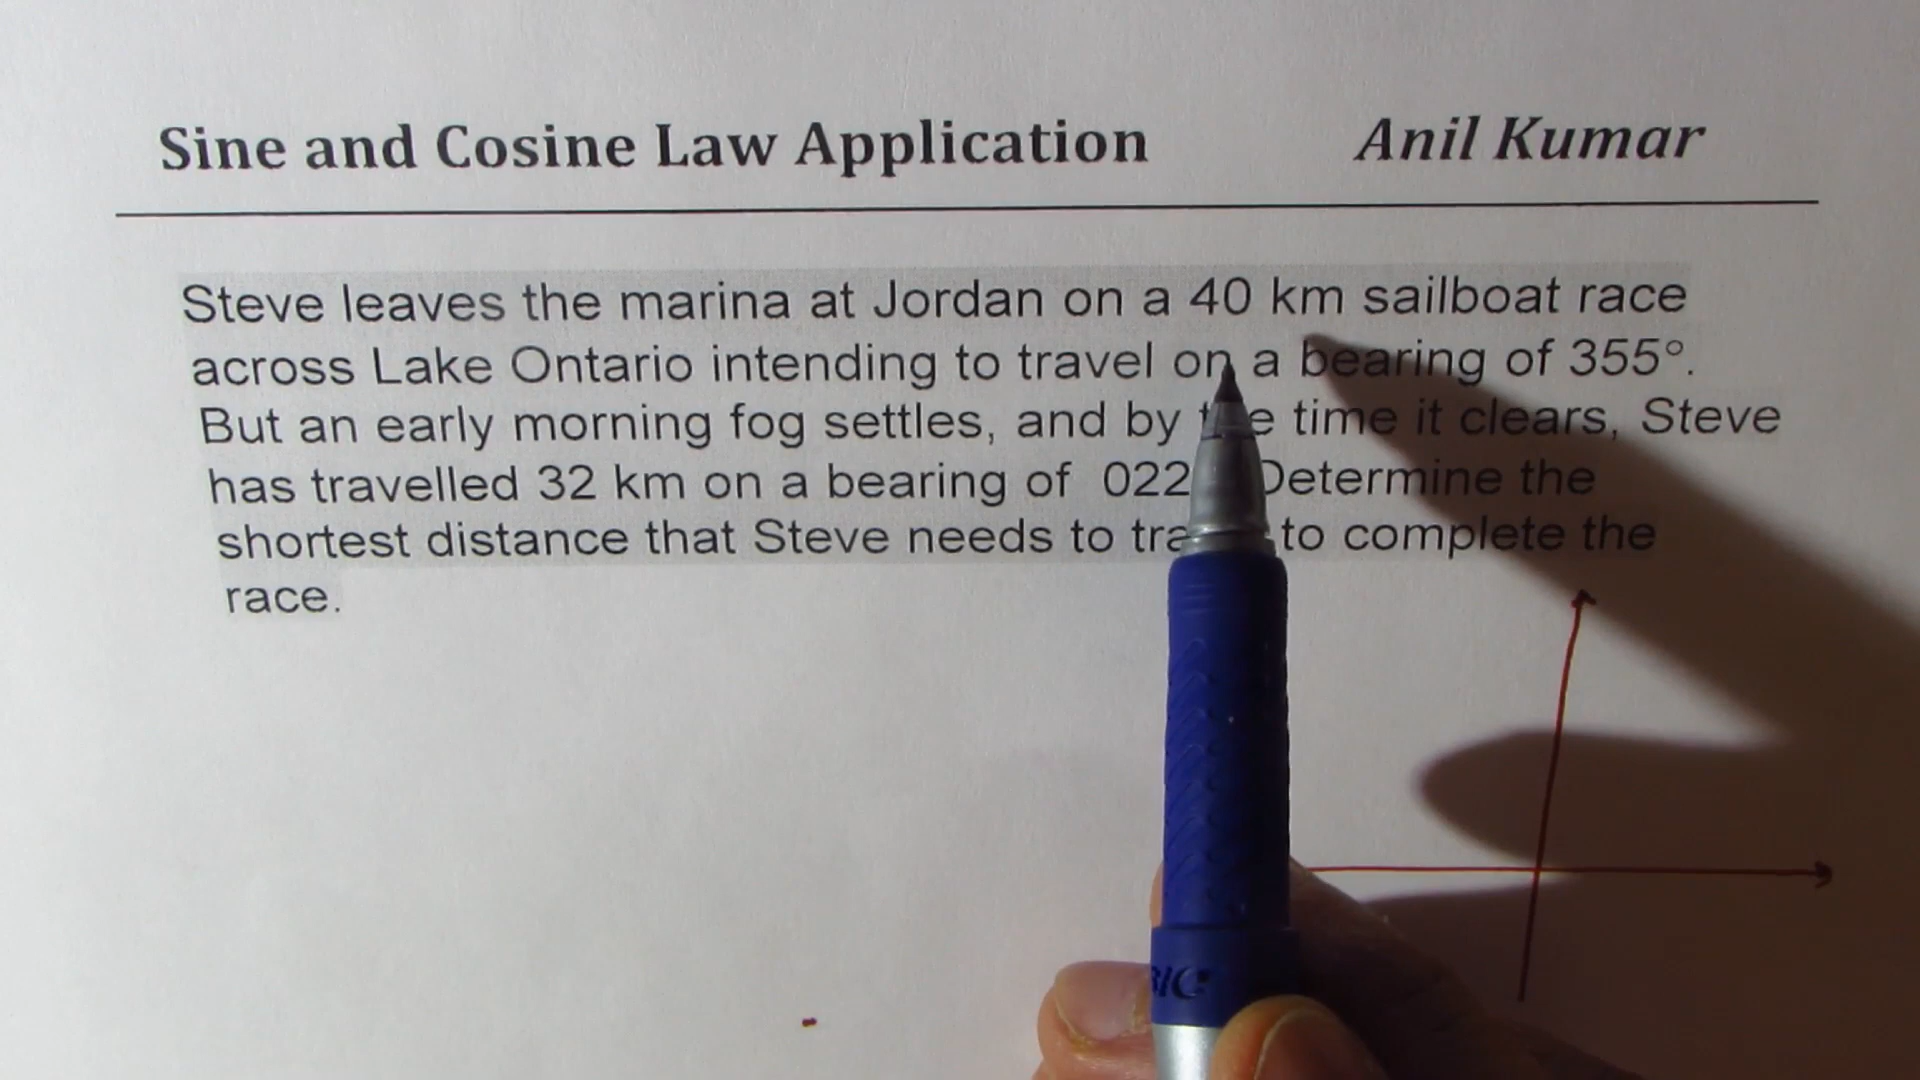 Sine and Cosine Law Application Anil Kumar
Steve leaves the marina at Jordan on a 40 km sailboat race
across Lake Ontario intending to travel on a bearing of 355°.
But an early morning fog settles, and by the time it clears, Steve
has travelled 32 km on a bearing of 022 Determine the
shortest distance that Steve needs to to complete the
race.
BIC